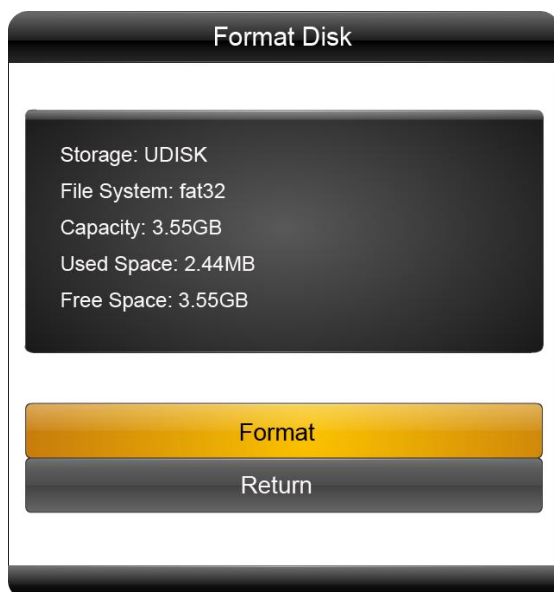 Format Disk
Storage: UDISK
File System: fat32
Capacity: 3.55GB
Used Space: 2.44MB
Free Space: 3.55GB
Format
Return